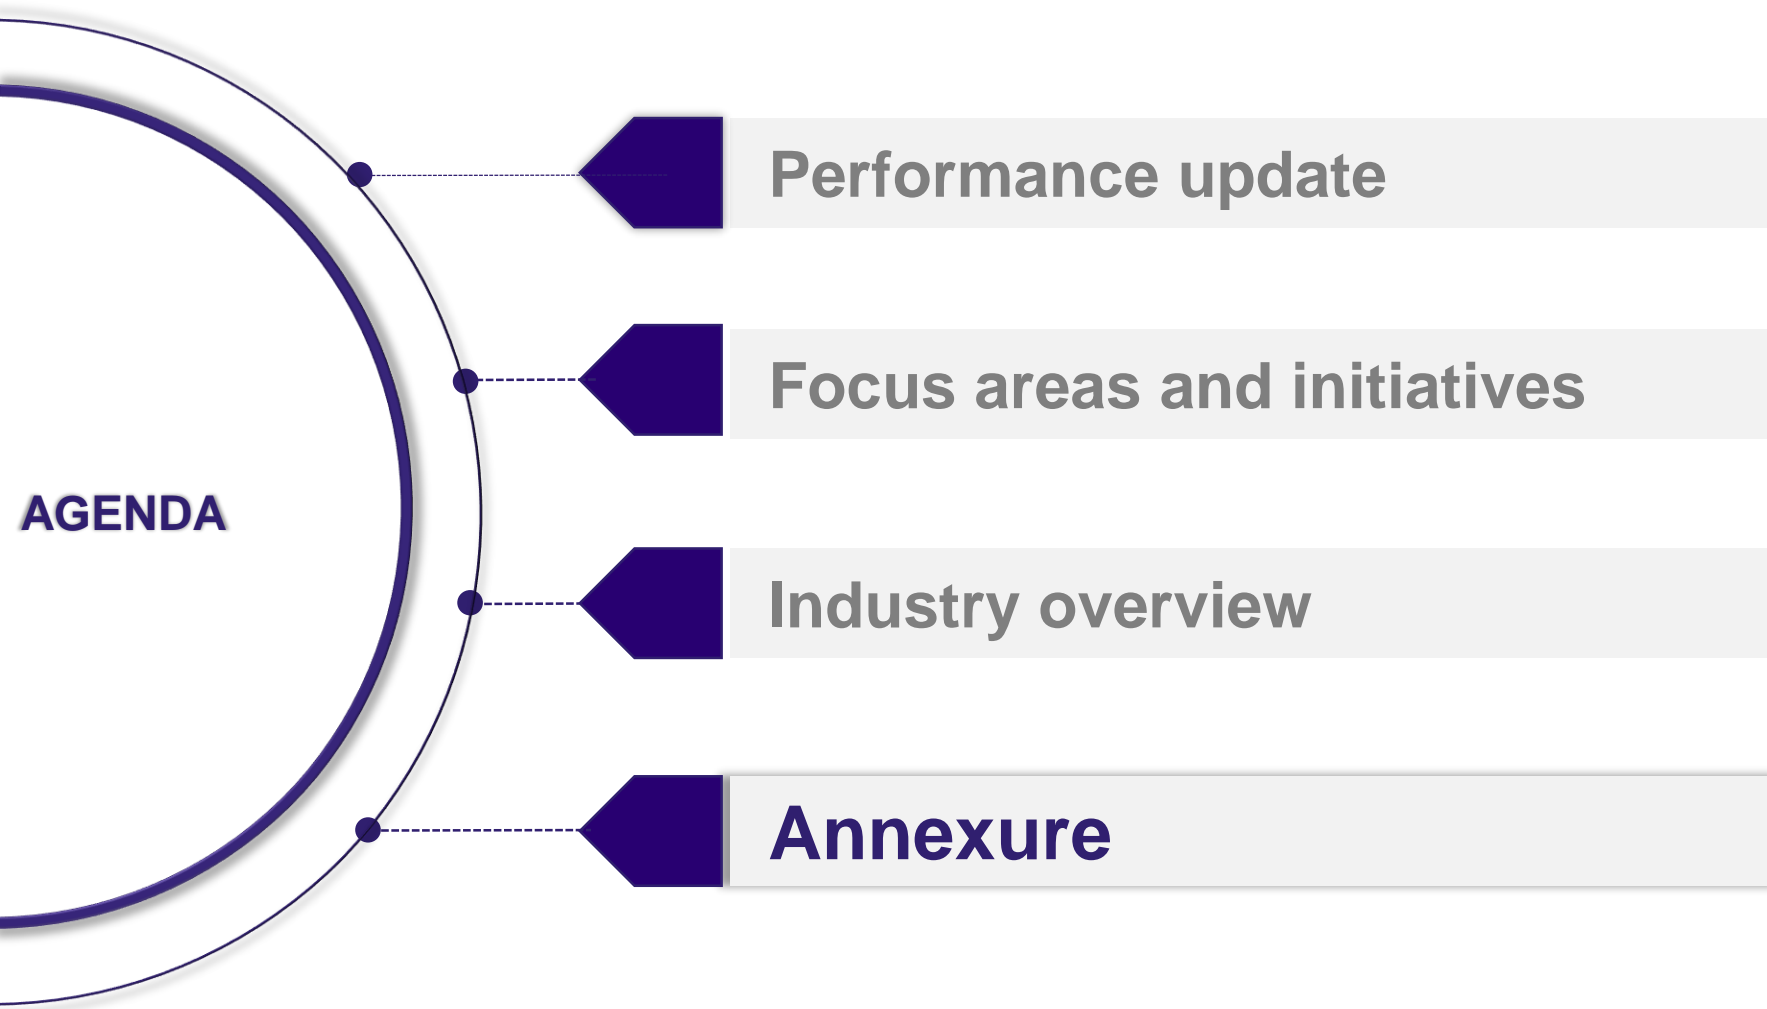 AGENDA
Performance update
Focus areas and initiatives
Industry overview
Annexure